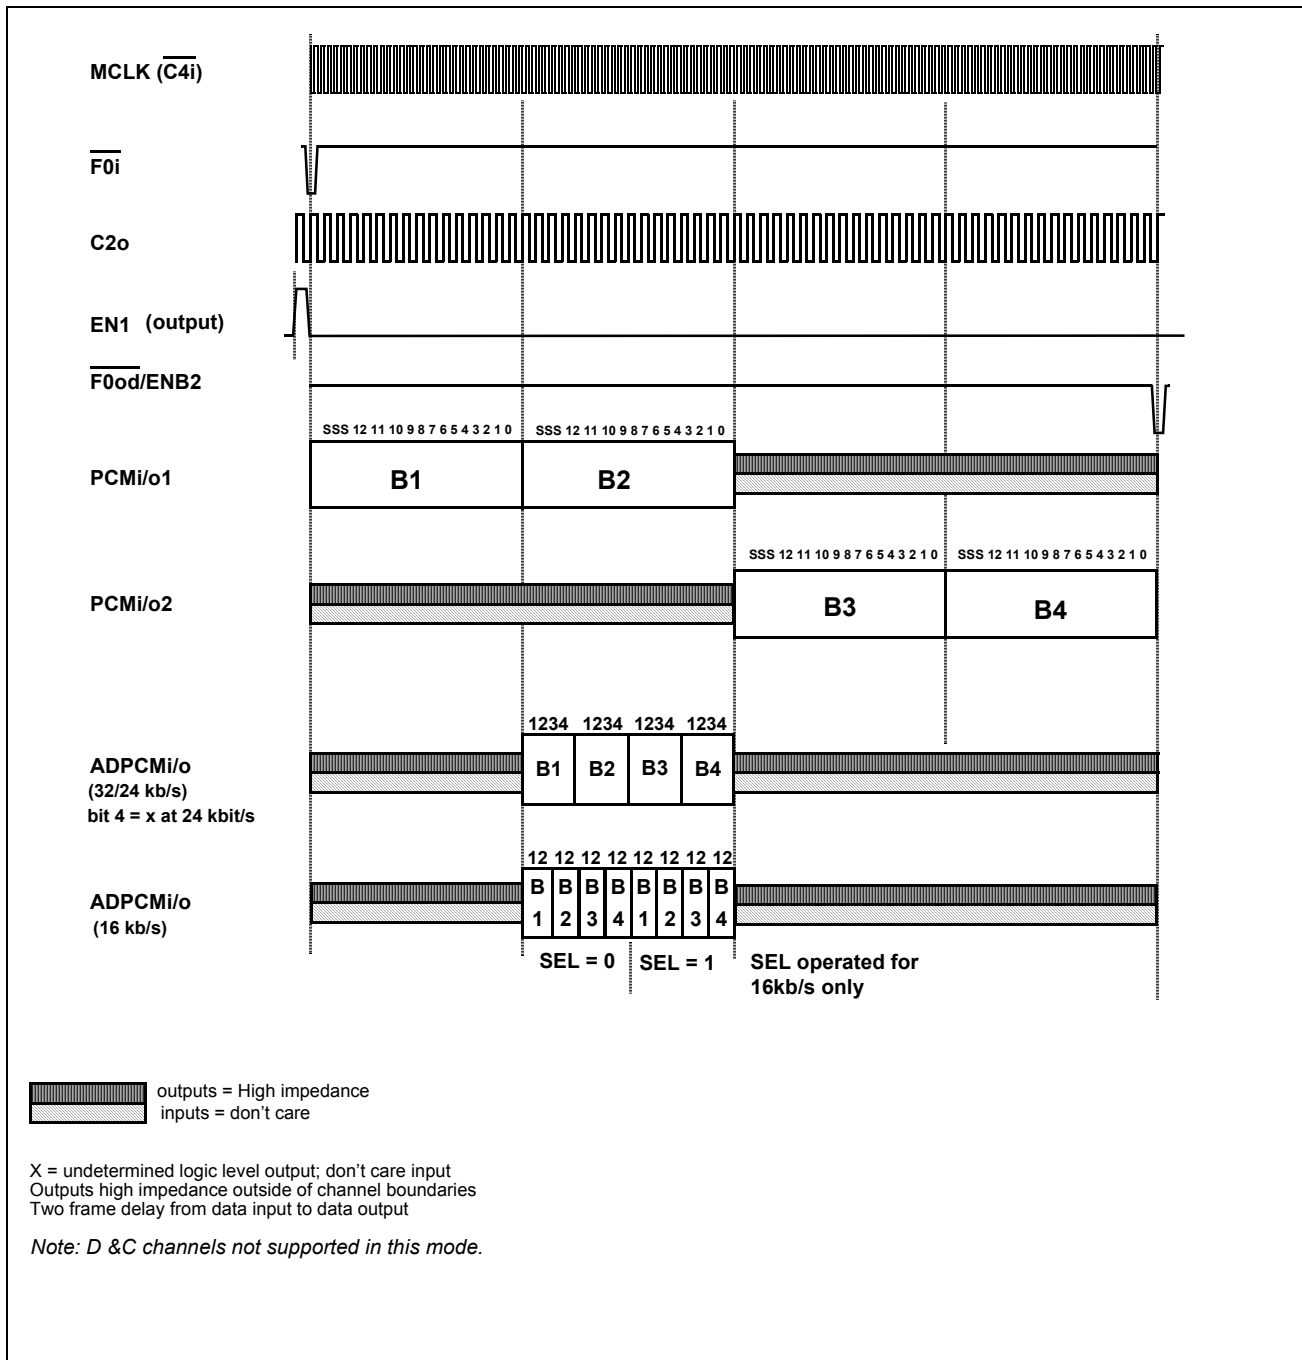 MCLK (C4i)
F0i
C2o
EN1 (output)
F0od/ENB2
SSS 12 11 10 9 8 7 6 5 4 3 2 1 0 SSS 12 11 10 9 8 7 6 5 4 3 2 1 0
PCMi/o1 B1 B2
SSS 12 11 10 9 8 7 6 5 4 3 2 1 0 SSS 12 11 10 9 8 7 6 5 4 3 2 1 0
PCMi/o2 B3 B4
1234 1234 1234 1234
ADPCMi/o B1 B2 B3 B4
(32/24 kb/s)
bit 4 = x at 24 kbit/s
12 12 12 12 12 12 12 12
B B B B B B B B
ADPCMi/o
1 2 3 4 1 2 3 4
(16 kb/s)
SEL = 0 SEL = 1 SEL operated for
16kb/s only
outputs = High impedance
inputs = don't care
X = undetermined logic level output; don't care input
Outputs high impedance outside of channel boundaries
Two frame delay from data input to data output
Note: D &C channels not supported in this mode.